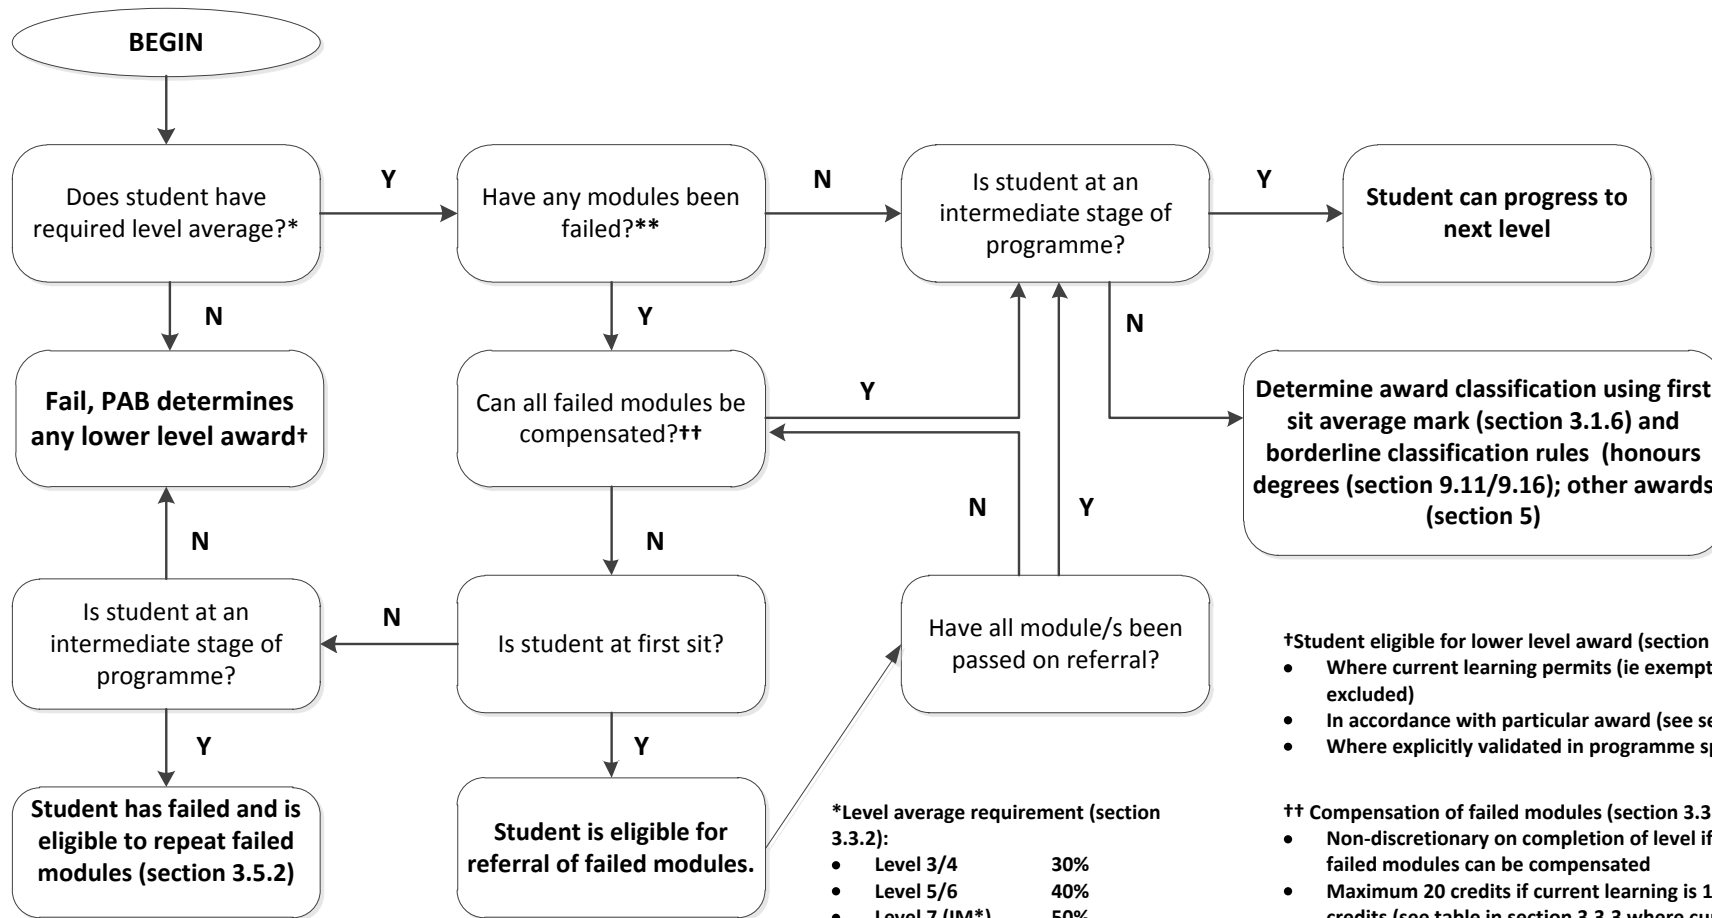 BEGIN
Does student have
required level average?*
Y
Have any modules been
failed?**
N
Is student at an
intermediate stage of
programme?
Y
Student can progress to
next level
N
Y
N
Fail, PAB determines
any lower level award†
Can all failed modules be
compensated?††
Y
Determine award classification using first
sit average mark (section 3.1.6) and
borderline classification rules (honours
degrees (section 9.11/9.16); other awards
(section 5)
N
N
N
Y
Is student at an
intermediate stage of
programme?
N
Is student at first sit?
Have all module/s been
passed on referral?
Y
Y
Student has failed and is
eligible to repeat failed
modules (section 3.5.2)
Student is eligible for
referral of failed modules.
†Student eligible for lower level award (section
• Where current learning permits (ie
excluded)
• In accordance with particular award (see
• Where explicitly validated in programme
*Level average requirement (section
3.3.2):
• Level 3/4 30%
• Level 5/6 40%
• Level 7 (IM*) 50%
†† Compensation of failed modules (section
• Non-discretionary on completion of level if
failed modules can be compensated
• Maximum 20 credits if current learning is
credits (see table in section 3.3.3 where